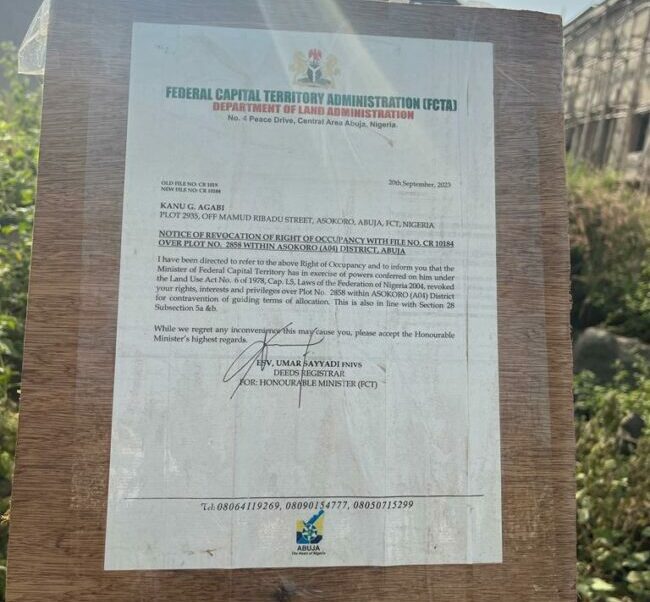 FEDERAL CAPITAL TERRITORY ADMINISTRATION (FCTA)
DEPARTMENT OF LAND ADMINISTRATION
No. 4 Peace Drive, Central Area Abuja, Nigeria.
OLD FILE NO: CR 1019
NEW FILE NO: CR 10184
20th September, 2023
KANU G. AGABI
PLOT 2935, OFF MAMUD RIBADU STREET, ASOKORO, ABUJA, FCT, NIGERIA
NOTICE OF REVOCATION OF RIGHT OF OCCUPANCY WITH FILE NO. CR 10184
OVER PLOT NO. 2858 WITHIN ASOKORO (A04) DISTRICT, ABUJA
I have been directed to refer to the above Right of Occupancy and to inform you that the
Minister of Federal Capital Territory has in exercise of powers conferred on him under
the Land Use Act No. 6 of 1978, Cap. L5, Laws of the Federation of Nigeria 2004, revoked
your rights, interests and privileges over Plot No. 2858 within ASOKORO (A04) District
for contravention of guiding terms of allocation. This is also in line with Section 28
Subsection 5a &b.
While we regret any inconvenience this may cause you, please accept the Honourable
Minister's highest regards.
ESV, UMAR SAYYADI FNIVS
DEEDS REGISTRAR
FOR: HONOURABLE MINISTER (FCT)
Tel: 08064119269, 08090154777, 08050715299
ABUJA
The Heart of Nigeria